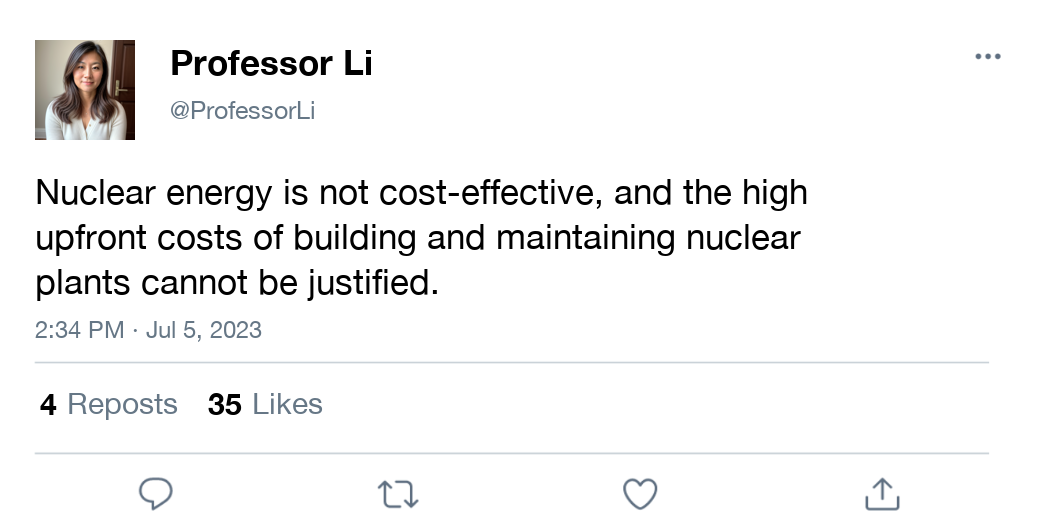 Professor Li
@ProfessorLi
Nuclear energy is not cost-effective, and the high
upfront costs of building and maintaining nuclear
plants cannot be justified.
2:34 PM · Jul 5, 2023
4 Reposts 35 Likes